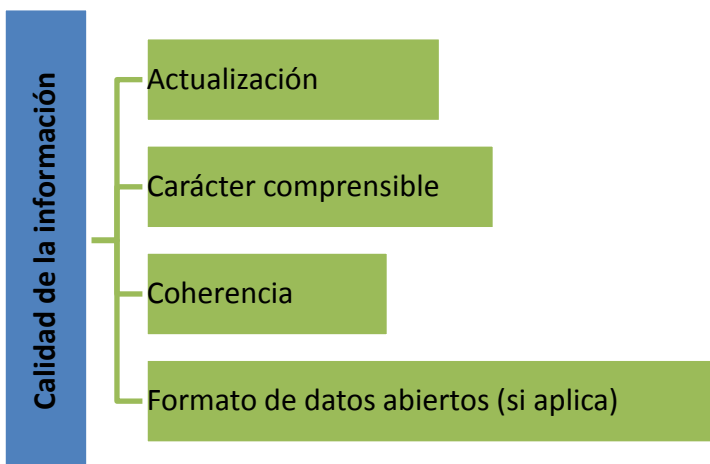 Calidad de la información
Actualización
Carácter comprensible
Coherencia
Formato de datos abiertos (si aplica)